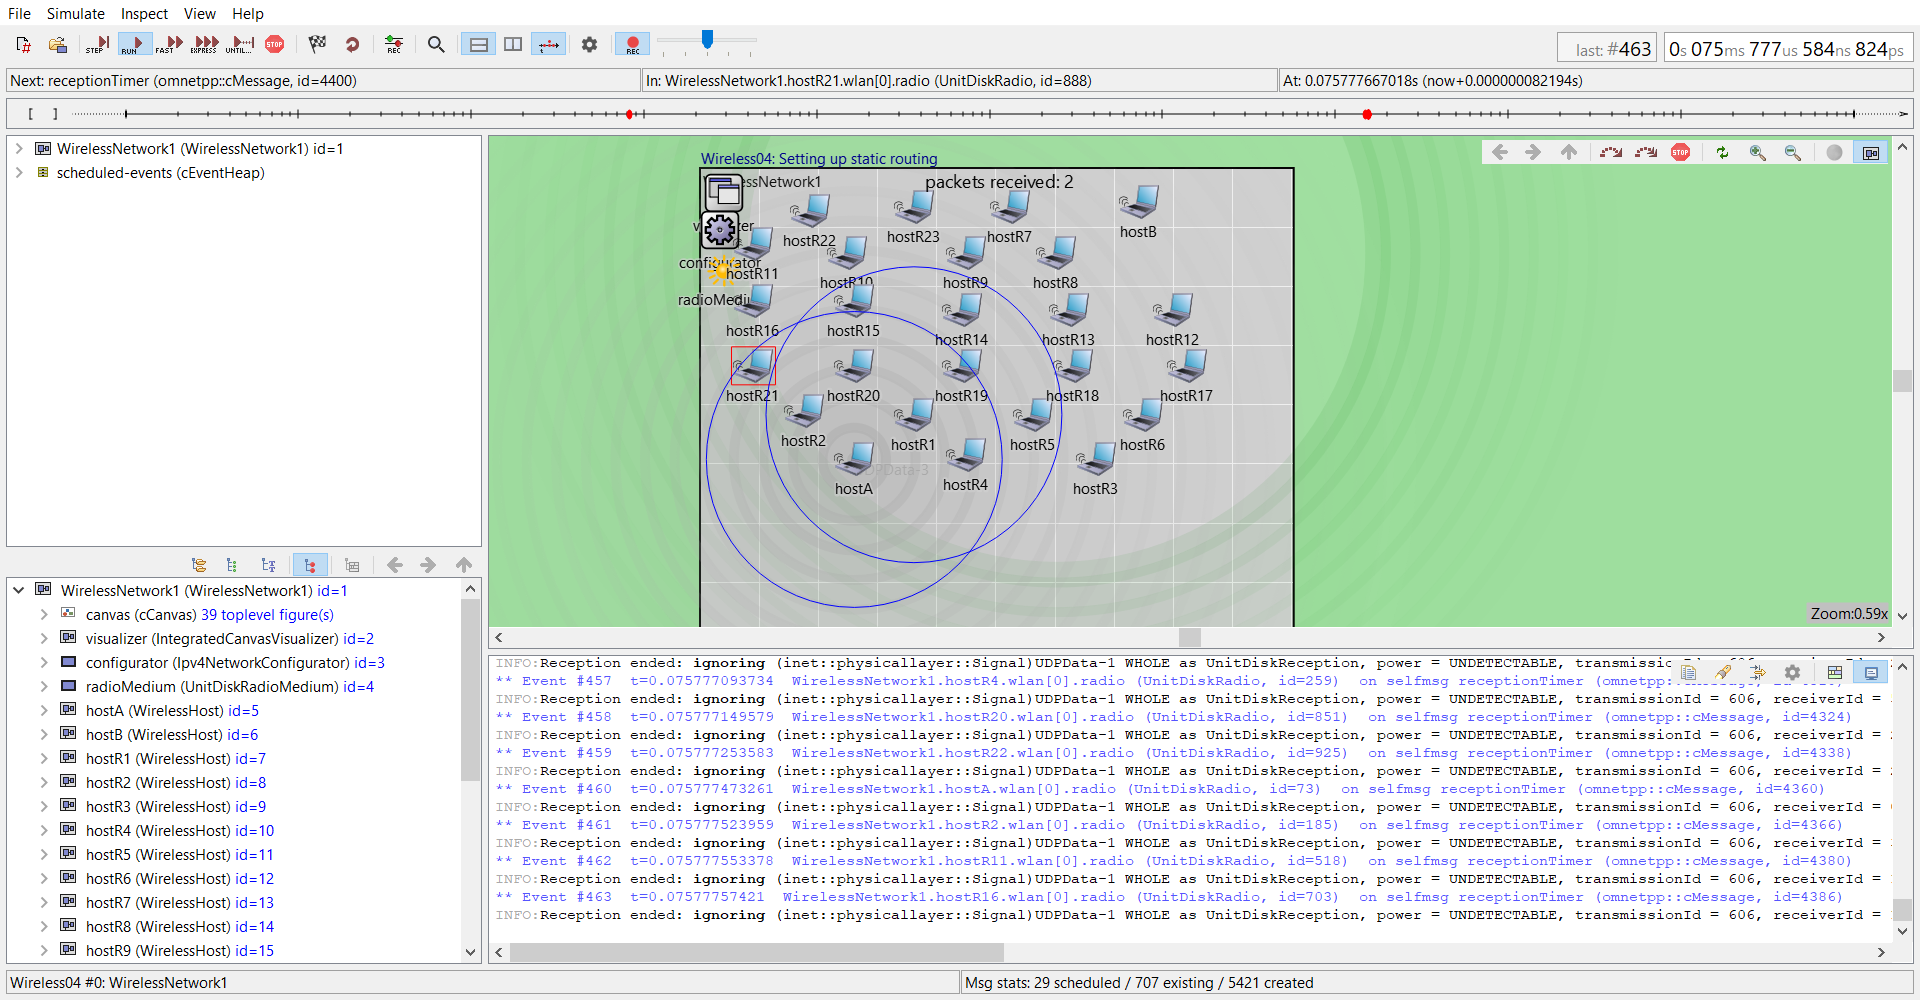 File Simulate Inspect View Help
STEP RUN FAST EXPRESS UNTIL... STOP REC REC last: #463 0s 075ms 777us 584ns 824ps
Next: receptionTimer (omnetpp::cMessage, id=4400) In: WirelessNetwork1.hostR21.wlan[0].radio (UnitDiskRadio, id=888) At: 0.075777667018s (now+0.000000082194s)
[ ]
WirelessNetwork1 (WirelessNetwork1) id=1
scheduled-events (cEventHeap)
WirelessNetwork1 (WirelessNetwork1) id=1
canvas (cCanvas) 39 toplevel figure(s)
visualizer (IntegratedCanvasVisualizer) id=2
configurator (Ipv4NetworkConfigurator) id=3
radioMedium (UnitDiskRadioMedium) id=4
hostA (WirelessHost) id=5
hostB (WirelessHost) id=6
hostR1 (WirelessHost) id=7
hostR2 (WirelessHost) id=8
hostR3 (WirelessHost) id=9
hostR4 (WirelessHost) id=10
hostR5 (WirelessHost) id=11
hostR6 (WirelessHost) id=12
hostR7 (WirelessHost) id=13
hostR8 (WirelessHost) id=14
hostR9 (WirelessHost) id=15
Wireless04: Setting up static routing
STOP
essNetwork1 packets received: 2
hostR22 hostR23 hostR7 hostB
configurator
hostR11 hostR10 hostR9 hostR8
radioMediu
hostR16 hostR15 hostR14 hostR13 hostR12
hostR21 hostR20 hostR19 hostR18 hostR17
hostR2 hostR1 hostR5 hostR6
UDPData-3
hostA hostR4 hostR3
Zoom:0.59x
INFO:Reception ended: ignoring (inet::physicallayer::Signal)UDPData-1 WHOLE as UnitDiskReception, power = UNDETECTABLE,
** Event #457 t=0.075777093734 WirelessNetwork1.hostR4.wlan[0].radio (UnitDiskRadio, id=259) on selfmsg receptionTimer
INFO:Reception ended: ignoring (inet::physicallayer::Signal)UDPData-1 WHOLE as UnitDiskReception, power = UNDETECTABLE, transmissionId = 606, receiverId =
** Event #458 t=0.075777149579 WirelessNetwork1.hostR20.wlan[0].radio (UnitDiskRadio, id=851) on selfmsg receptionTimer (omnetpp::cMessage, id=4324)
INFO:Reception ended: ignoring (inet::physicallayer::Signal)UDPData-1 WHOLE as UnitDiskReception, power = UNDETECTABLE, transmissionId = 606, receiverId =
** Event #459 t=0.075777253583 WirelessNetwork1.hostR22.wlan[0].radio (UnitDiskRadio, id=925) on selfmsg receptionTimer (omnetpp::cMessage, id=4338)
INFO:Reception ended: ignoring (inet::physicallayer::Signal)UDPData-1 WHOLE as UnitDiskReception, power = UNDETECTABLE, transmissionId = 606, receiverId =
** Event #460 t=0.075777473261 WirelessNetwork1.hostA.wlan[0].radio (UnitDiskRadio, id=73) on selfmsg receptionTimer (omnetpp::cMessage, id=4360)
INFO:Reception ended: ignoring (inet::physicallayer::Signal)UDPData-1 WHOLE as UnitDiskReception, power = UNDETECTABLE, transmissionId = 606, receiverId =
** Event #461 t=0.075777523959 WirelessNetwork1.hostR2.wlan[0].radio (UnitDiskRadio, id=185) on selfmsg receptionTimer (omnetpp::cMessage, id=4366)
INFO:Reception ended: ignoring (inet::physicallayer::Signal)UDPData-1 WHOLE as UnitDiskReception, power = UNDETECTABLE, transmissionId = 606, receiverId =
** Event #462 t=0.075777553378 WirelessNetwork1.hostR11.wlan[0].radio (UnitDiskRadio, id=518) on selfmsg receptionTimer (omnetpp::cMessage, id=4380)
INFO:Reception ended: ignoring (inet::physicallayer::Signal)UDPData-1 WHOLE as UnitDiskReception, power = UNDETECTABLE, transmissionId = 606, receiverId =
** Event #463 t=0.07577757421 WirelessNetwork1.hostR16.wlan[0].radio (UnitDiskRadio, id=703) on selfmsg receptionTimer (omnetpp::cMessage, id=4386)
INFO:Reception ended: ignoring (inet::physicallayer::Signal)UDPData-1 WHOLE as UnitDiskReception, power = UNDETECTABLE, transmissionId = 606, receiverId =
Wireless04 #0: WirelessNetwork1 Msg stats: 29 scheduled / 707 existing / 5421 created